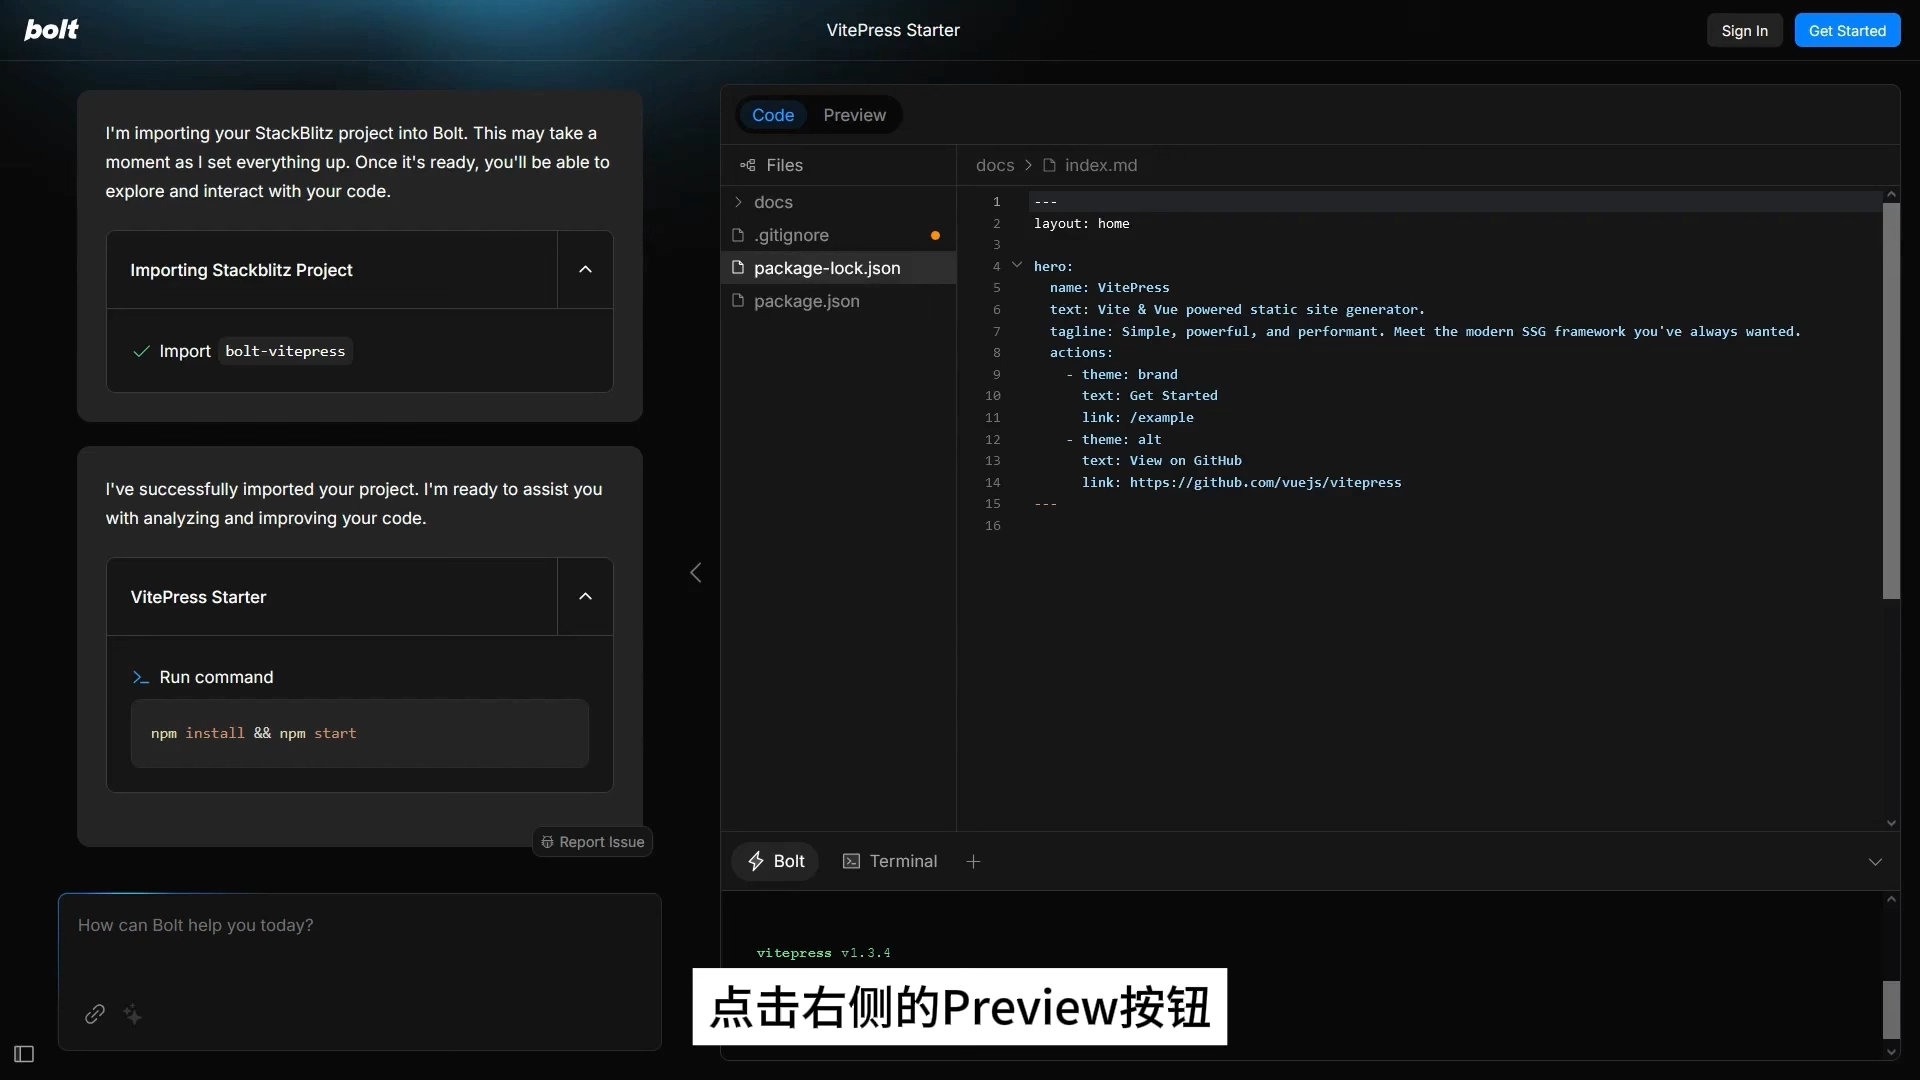 bolt
VitePress Starter
Sign In
Get Started
I'm importing your StackBlitz project into Bolt. This may take a
moment as I set everything up. Once it's ready, you'll be able to
explore and interact with your code.
Importing Stackblitz Project
Import bolt-vitepress
I've successfully imported your project. I'm ready to assist you
with analyzing and improving your code.
VitePress Starter
Run command
npm install && npm start
Report Issue
How can Bolt help you today?
Code
Preview
Files
docs
.gitignore
package-lock.json
package.json
docs > index.md
1 ---
2 layout: home
3
4 hero:
5 name: VitePress
6 text: Vite & Vue powered static site generator.
7 tagline: Simple, powerful, and performant. Meet the modern SSG framework you've always wanted.
8 actions:
9 - theme: brand
10 text: Get Started
11 link: /example
12 - theme: alt
13 text: View on GitHub
14 link: https://github.com/vuejs/vitepress
15 ---
16
Bolt
Terminal
vitepress v1.3.4
点击右侧的Preview按钮